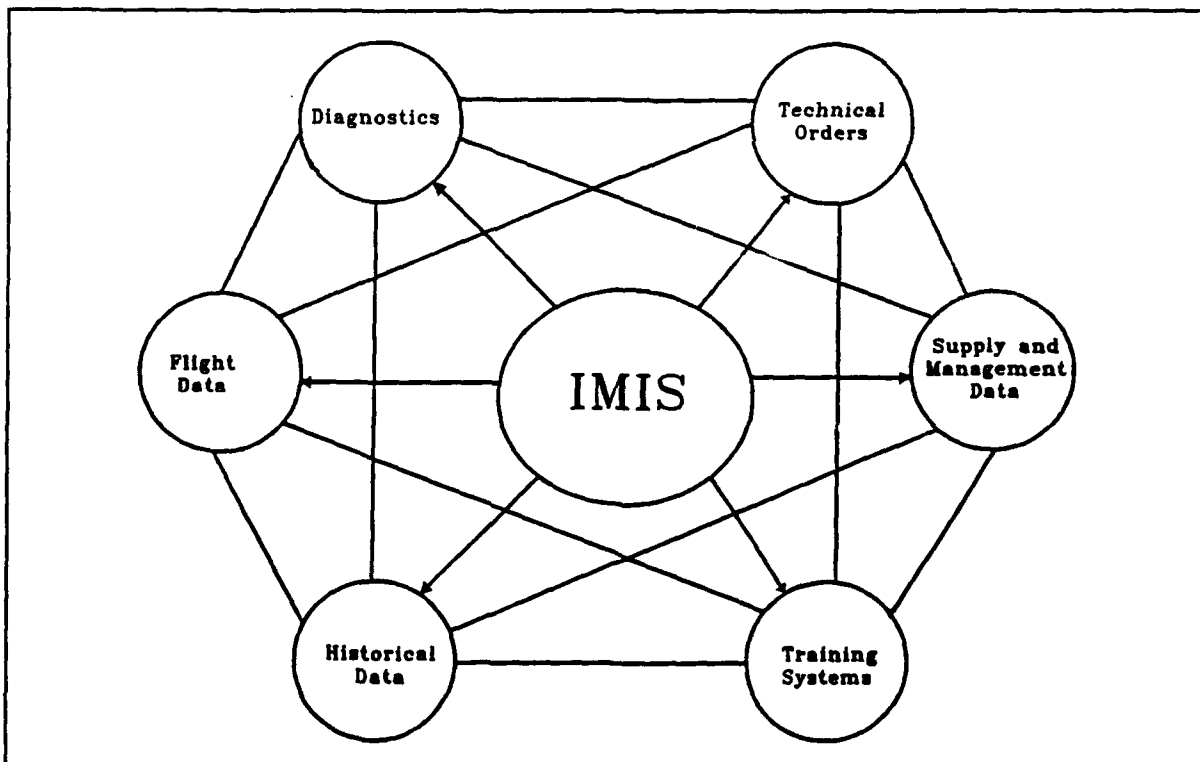 Diagnostics
Technical
Orders
Flight
Data
IMIS
Supply and
Management
Data
Historical
Data
Training
Systems